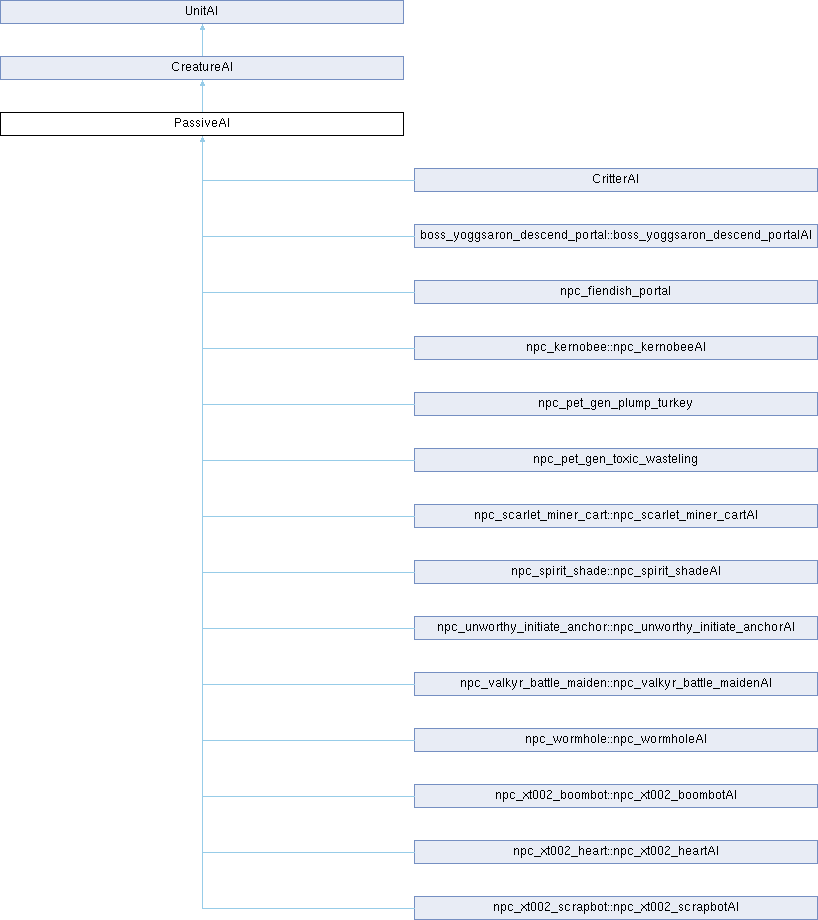 UnitAI
CreatureAI
PassiveAI
CritterAI
boss_yoggsaron_descend_portal::boss_yoggsaron_descend_portalAI
npc_fiendish_portal
npc_kernobee::npc_kernobeeAI
npc_pet_gen_plump_turkey
npc_pet_gen_toxic_wasteling
npc_scarlet_miner_cart::npc_scarlet_miner_cartAI
npc_spirit_shade::npc_spirit_shadeAI
npc_unworthy_initiate_anchor::npc_unworthy_initiate_anchorAI
npc_valkyr_battle_maiden::npc_valkyr_battle_maidenAI
npc_wormhole::npc_wormholeAI
npc_xt002_boombot::npc_xt002_boombotAI
npc_xt002_heart::npc_xt002_heartAI
npc_xt002_scrapbot::npc_xt002_scrapbotAI